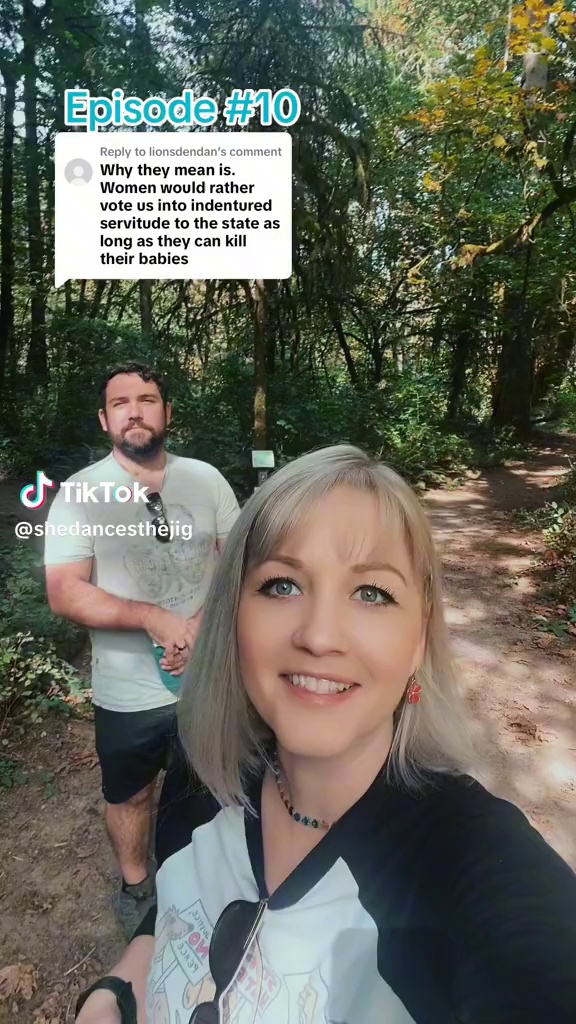 Episode #10
Reply to lionsdendan's comment
Why they mean is.
Women would rather
vote us into indentured
servitude to the state as
long as they can kill
their babies
TikTok
@shedancesthejig